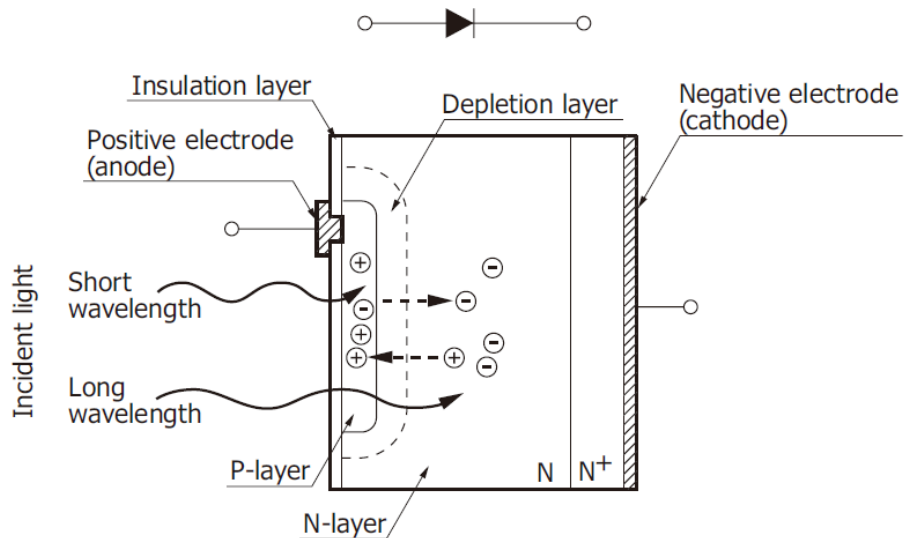 Insulation layer
Depletion layer
Negative electrode
(cathode)
Positive electrode
(anode)
Incident light
Short
wavelength
Long
wavelength
P-layer
N-layer
N
N+
+
-
+
+
-
-
+
-
-